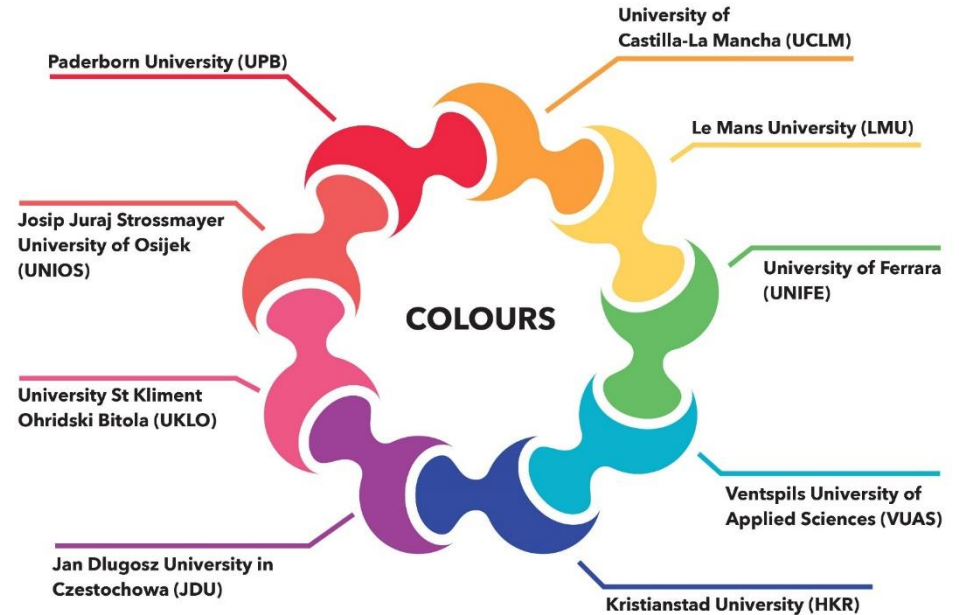 University of
Castilla-La Mancha (UCLM)
Paderborn University (UPB)
Le Mans University (LMU)
Josip Juraj Strossmayer
University of Osijek
(UNIOS)
University of Ferrara
(UNIFE)
COLOURS
University St Kliment
Ohridski Bitola (UKLO)
Ventspils University of
Applied Sciences (VUAS)
Jan Dlugosz University in
Czestochowa (JDU)
Kristianstad University (HKR)